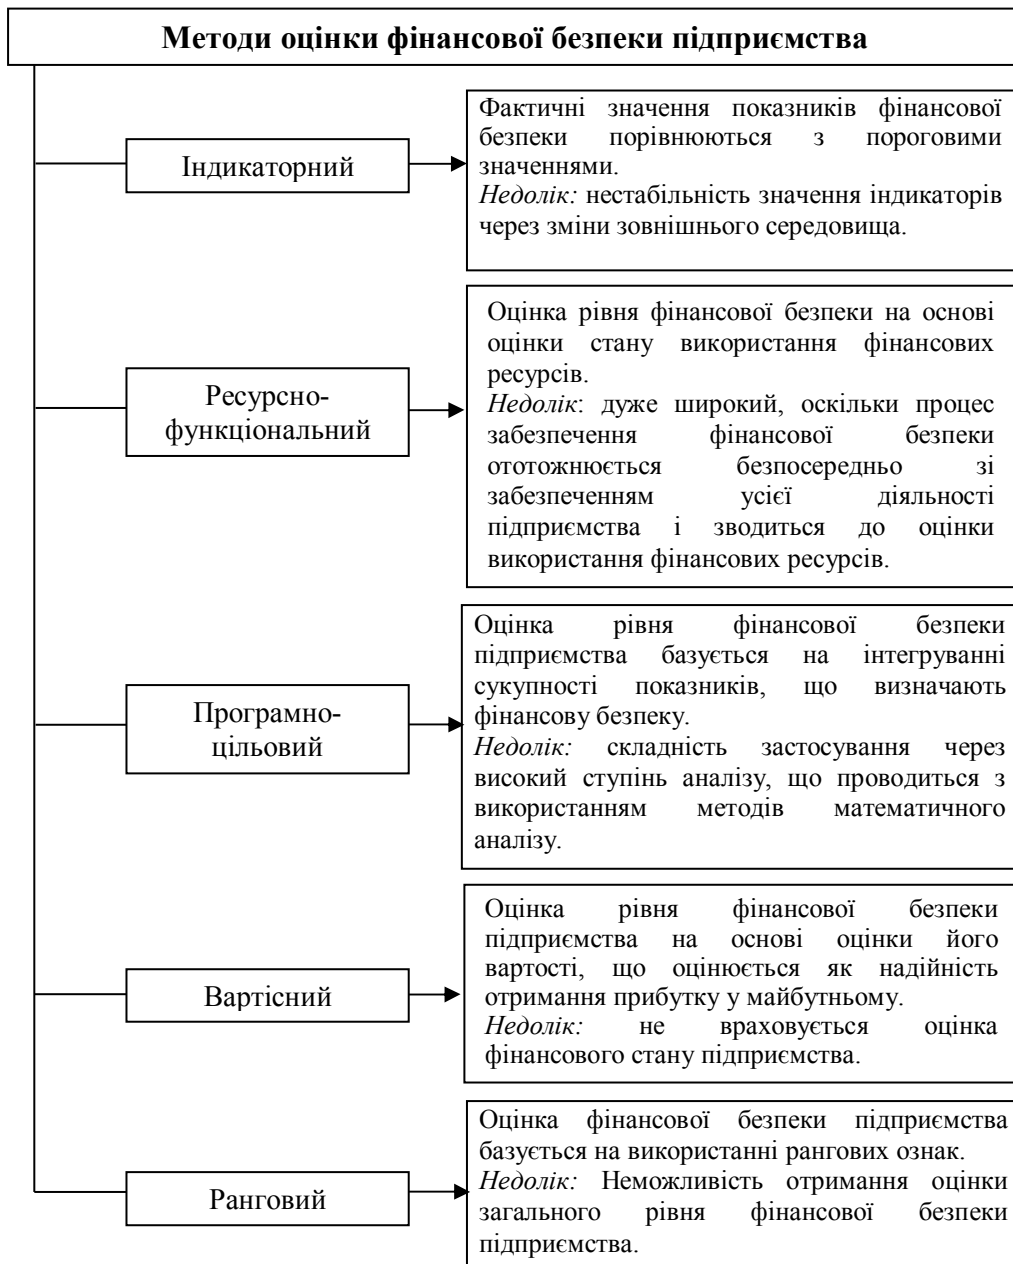 Методи оцінки фінансової безпеки підприємства
Індикаторний
Фактичні значення показників фінансової
безпеки порівнюються з пороговими
значеннями.
Недолік: нестабільність значення індикаторів
через зміни зовнішнього середовища.
Ресурсно-
функціональний
Оцінка рівня фінансової безпеки на основі
оцінки стану використання фінансових
ресурсів.
Недолік: дуже широкий, оскільки процес
забезпечення фінансової безпеки
ототожнюється безпосередньо зі
забезпеченням усієї діяльності
підприємства і зводиться до оцінки
використання фінансових ресурсів.
Програмно-
цільовий
Оцінка рівня фінансової безпеки
підприємства базується на інтегруванні
сукупності показників, що визначають
фінансову безпеку.
Недолік: складність застосування через
високий ступінь аналізу, що проводиться з
використанням методів математичного
аналізу.
Вартісний
Оцінка рівня фінансової безпеки
підприємства на основі оцінки його
вартості, що оцінюється як надійність
отримання прибутку у майбутньому.
Недолік: не враховується оцінка
фінансового стану підприємства.
Ранговий
Оцінка фінансової безпеки підприємства
базується на використанні рангових ознак.
Недолік: Неможливість отримання оцінки
загального рівня фінансової безпеки
підприємства.